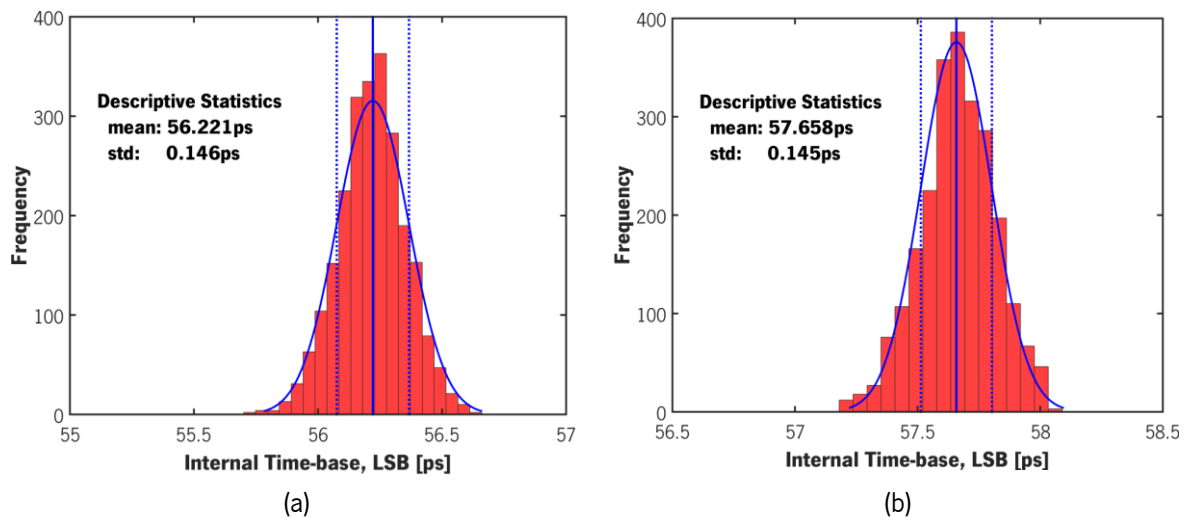 400
300
200
100
0
Frequency
Descriptive Statistics
mean: 56.221ps
std: 0.146ps
55
55.5
56
56.5
57
Internal Time-base, LSB [ps]
(a)
400
300
200
100
0
Frequency
Descriptive Statistics
mean: 57.658ps
std: 0.145ps
56.5
57
57.5
58
58.5
Internal Time-base, LSB [ps]
(b)